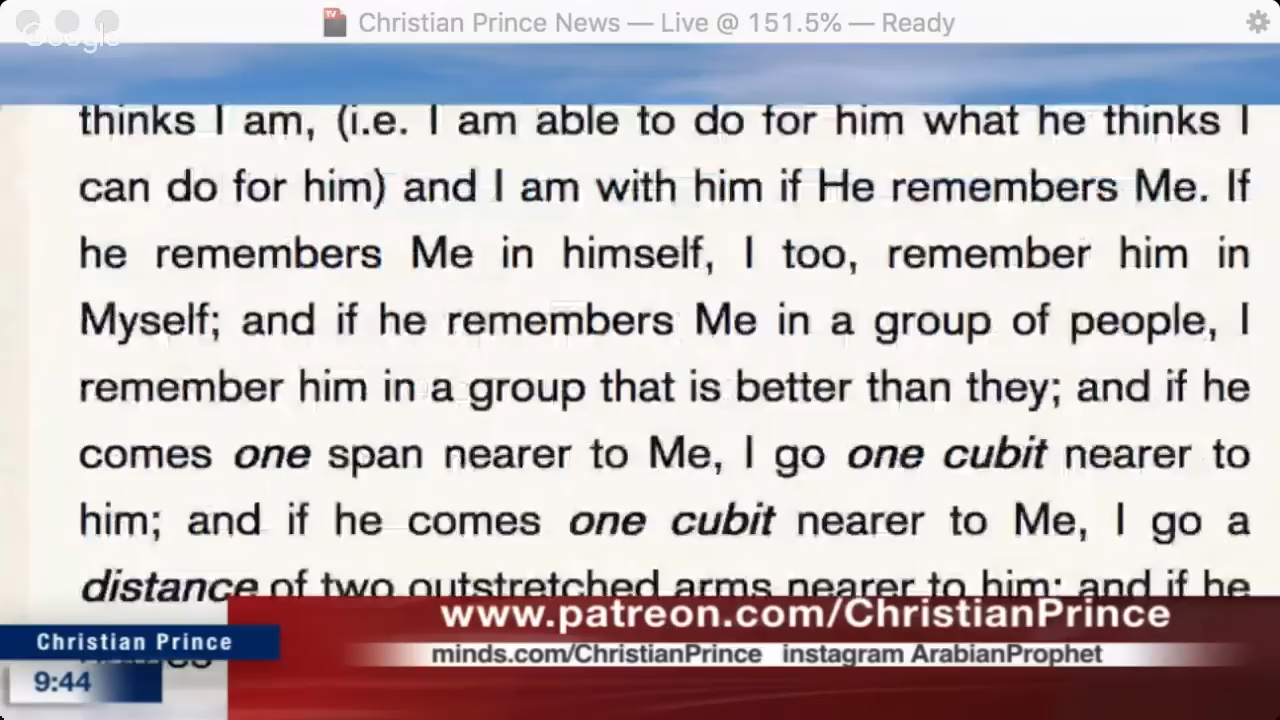 Christian Prince News — Live @ 151.5% — Ready
Google
thinks I am, (i.e. I am able to do for him what he thinks I
can do for him) and I am with him if He remembers Me. If
he remembers Me in himself, I too, remember him in
Myself; and if he remembers Me in a group of people, I
remember him in a group that is better than they; and if he
comes one span nearer to Me, I go one cubit nearer to
him; and if he comes one cubit nearer to Me, I go a
distance of two outstretched arms nearer to him; and if he
www.patreon.com/ChristianPrince
Christian Prince
minds.com/ChristianPrince instagram ArabianProphet
9:44